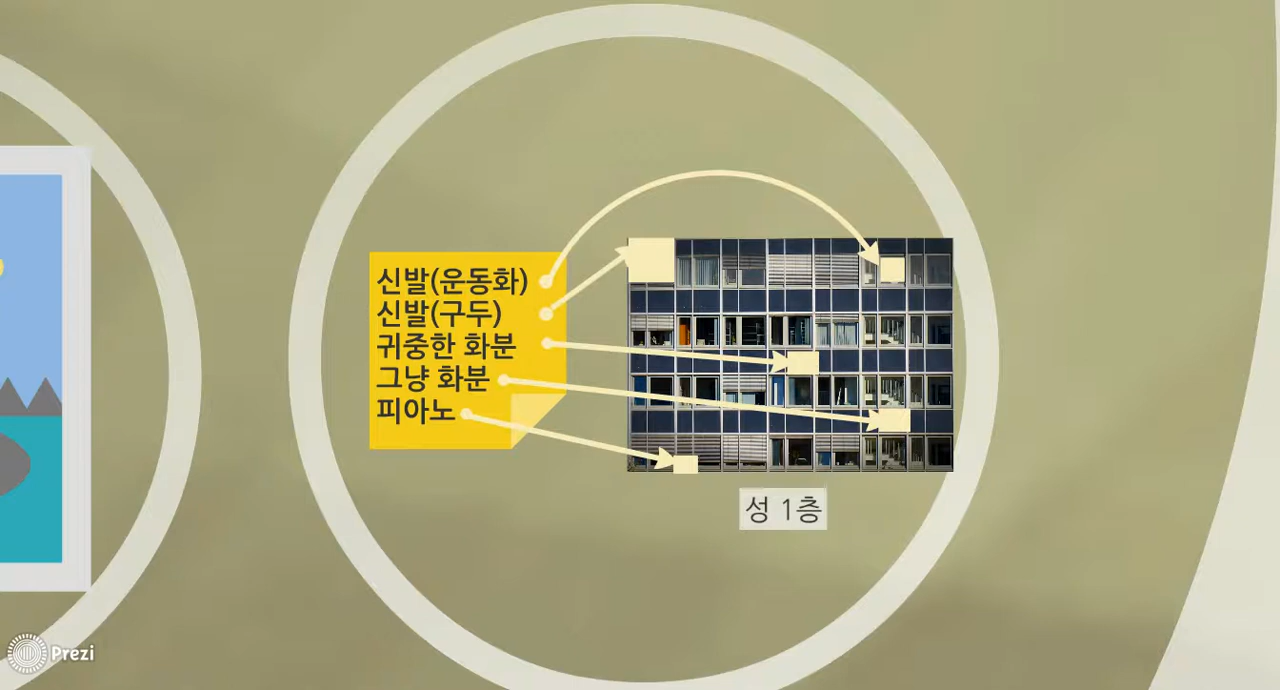 신발(운동화)
신발(구두)
귀중한 화분
그냥 화분
피아노
성 1층
Prezi